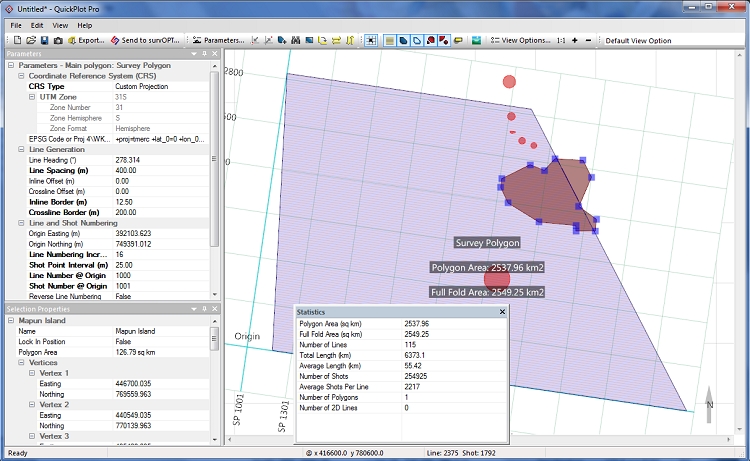 Untitled* - QuickPlot Pro
File Edit View Help
Export... Send to survOPT... Parameters... View Options... 1:1 Default View Option
Parameters
Parameters - Main polygon: Survey Polygon
Coordinate Reference System (CRS)
CRS Type Custom Projection
UTM Zone 31S
Zone Number 31
Zone Hemisphere S
Zone Format Hemisphere
EPSG Code or Proj 4\WK... +proj=tmerc +lat_0=0 +lon_0...
Line Generation
Line Heading (°) 278.314
Line Spacing (m) 400.00
Inline Offset (m) 0.00
Crossline Offset (m) 0.00
Inline Border (m) 12.50
Crossline Border (m) 200.00
Line and Shot Numbering
Origin Easting (m) 392103.623
Origin Northing (m) 749391.012
Line Numbering Incr... 16
Shot Point Interval (m) 25.00
Line Number @ Origin 1000
Shot Number @ Origin 1001
Reverse Line Numbering False
Selection Properties
Mapun Island
Name Mapun Island
Lock In Position False
Polygon Area 126.79 sq km
Vertices
Vertex 1
Easting 446700.035
Northing 769559.963
Vertex 2
Easting 440549.035
Northing 770139.963
Vertex 3
2800
Survey Polygon
Polygon Area: 2537.96 km2
Full Fold Area: 2549.25 km2
Origin
SP 1001
SP 1301
N
Statistics
Polygon Area (sq km) 2537.96
Full Fold Area (sq km) 2549.25
Number of Lines 115
Total Length (km) 6373.1
Average Length (km) 55.42
Number of Shots 254925
Average Shots Per Line 2217
Number of Polygons 1
Number of 2D Lines 0
Ready @ x 416600.0 y 780600.0 Line: 2375 Shot: 1792